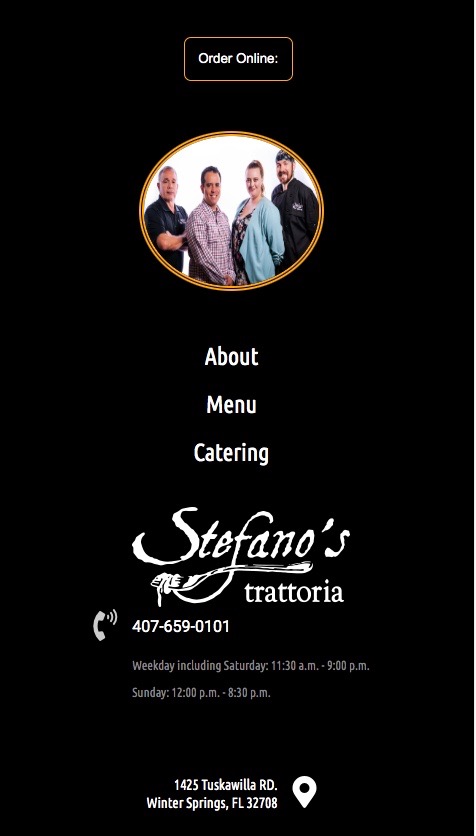 Order Online:
About
Menu
Catering
Stefano's
trattoria
407-659-0101
Weekday including Saturday: 11:30 a.m. - 9:00 p.m.
Sunday: 12:00 p.m. - 8:30 p.m.
1425 Tuskawilla RD.
Winter Springs, FL 32708